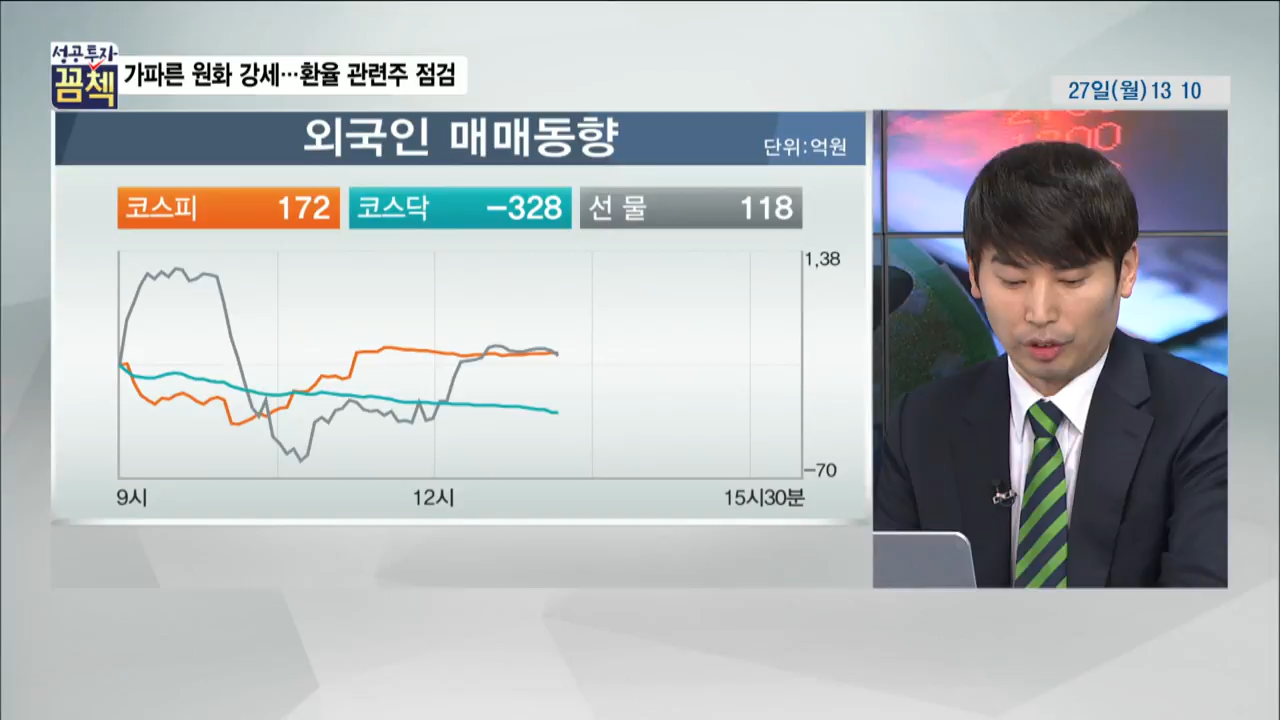 성공투자
꼼첵
가파른 원화 강세…환율 관련주 점검
27일(월) 13 10
외국인 매매동향
단위:억원
코스피 172
코스닥 -328
선 물 118
1,38
-70
9시
12시
15시30분